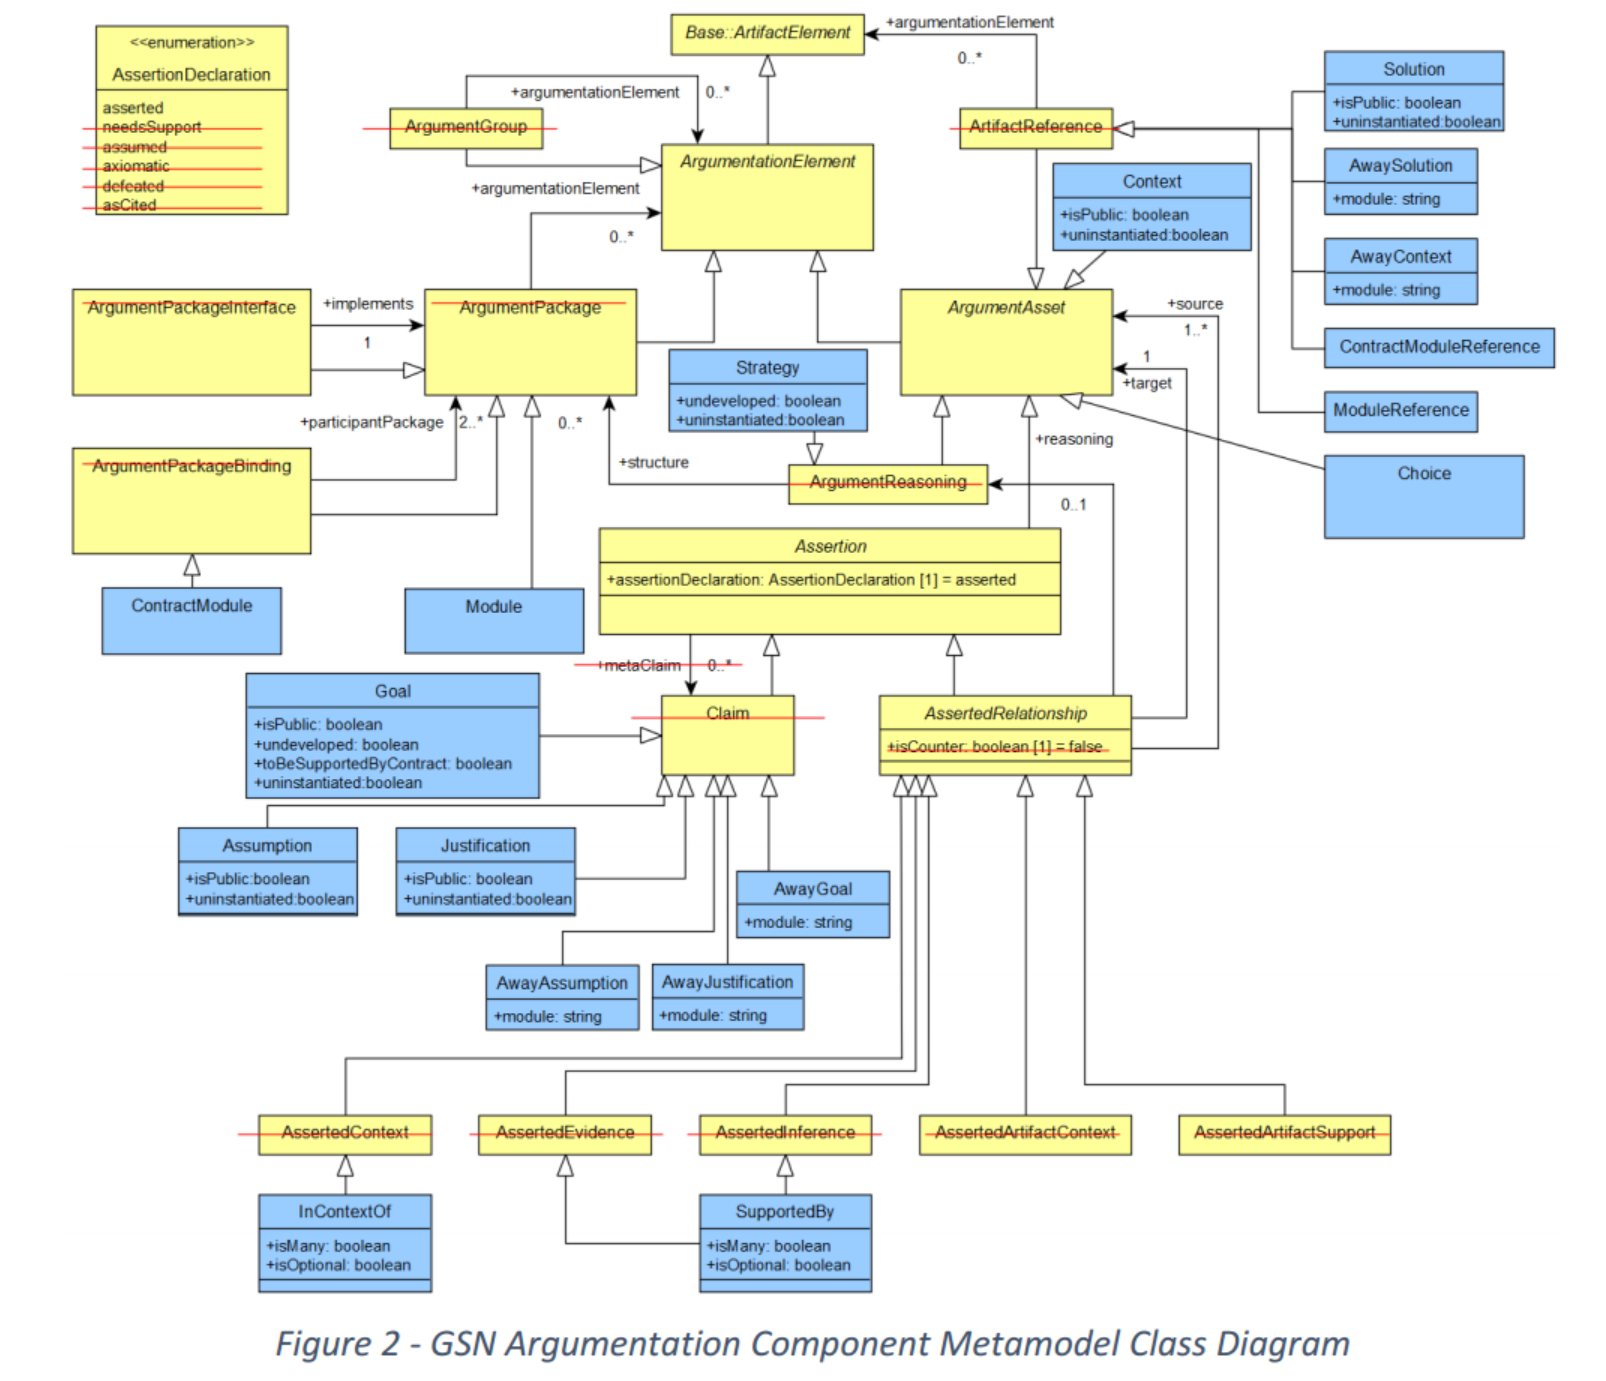 <<enumeration>>
AssertionDeclaration
asserted
needsSupport
assumed
axiomatic
defeated
asCited
Base::ArtifactElement
+argumentationElement
0..*
+argumentationElement
0..*
ArgumentGroup
ArtifactReference
ArgumentationElement
+argumentationElement
0..*
Solution
+isPublic: boolean
+uninstantiated:boolean
AwaySolution
+module: string
Context
+isPublic: boolean
+uninstantiated:boolean
AwayContext
+module: string
ArgumentPackageInterface
+implements
1
ArgumentPackage
ArgumentAsset
+source
1..*
1
+target
ContractModuleReference
ModuleReference
Strategy
+undeveloped: boolean
+uninstantiated:boolean
+participantPackage
2..*
0..*
+reasoning
ArgumentPackageBinding
+structure
ArgumentReasoning
0..1
Choice
Assertion
+assertionDeclaration: AssertionDeclaration [1] = asserted
ContractModule
Module
+metaClaim
0..*
Goal
+isPublic: boolean
+undeveloped: boolean
+toBeSupportedByContract: boolean
+uninstantiated:boolean
Claim
AssertedRelationship
+isCounter: boolean [1] = false
Assumption
+isPublic:boolean
+uninstantiated:boolean
Justification
+isPublic: boolean
+uninstantiated:boolean
AwayGoal
+module: string
AwayAssumption
+module: string
AwayJustification
+module: string
AssertedContext
AssertedEvidence
AssertedInference
AssertedArtifactContext
AssertedArtifactSupport
InContextOf
+isMany: boolean
+isOptional: boolean
SupportedBy
+isMany: boolean
+isOptional: boolean
Figure 2 - GSN Argumentation Component Metamodel Class Diagram